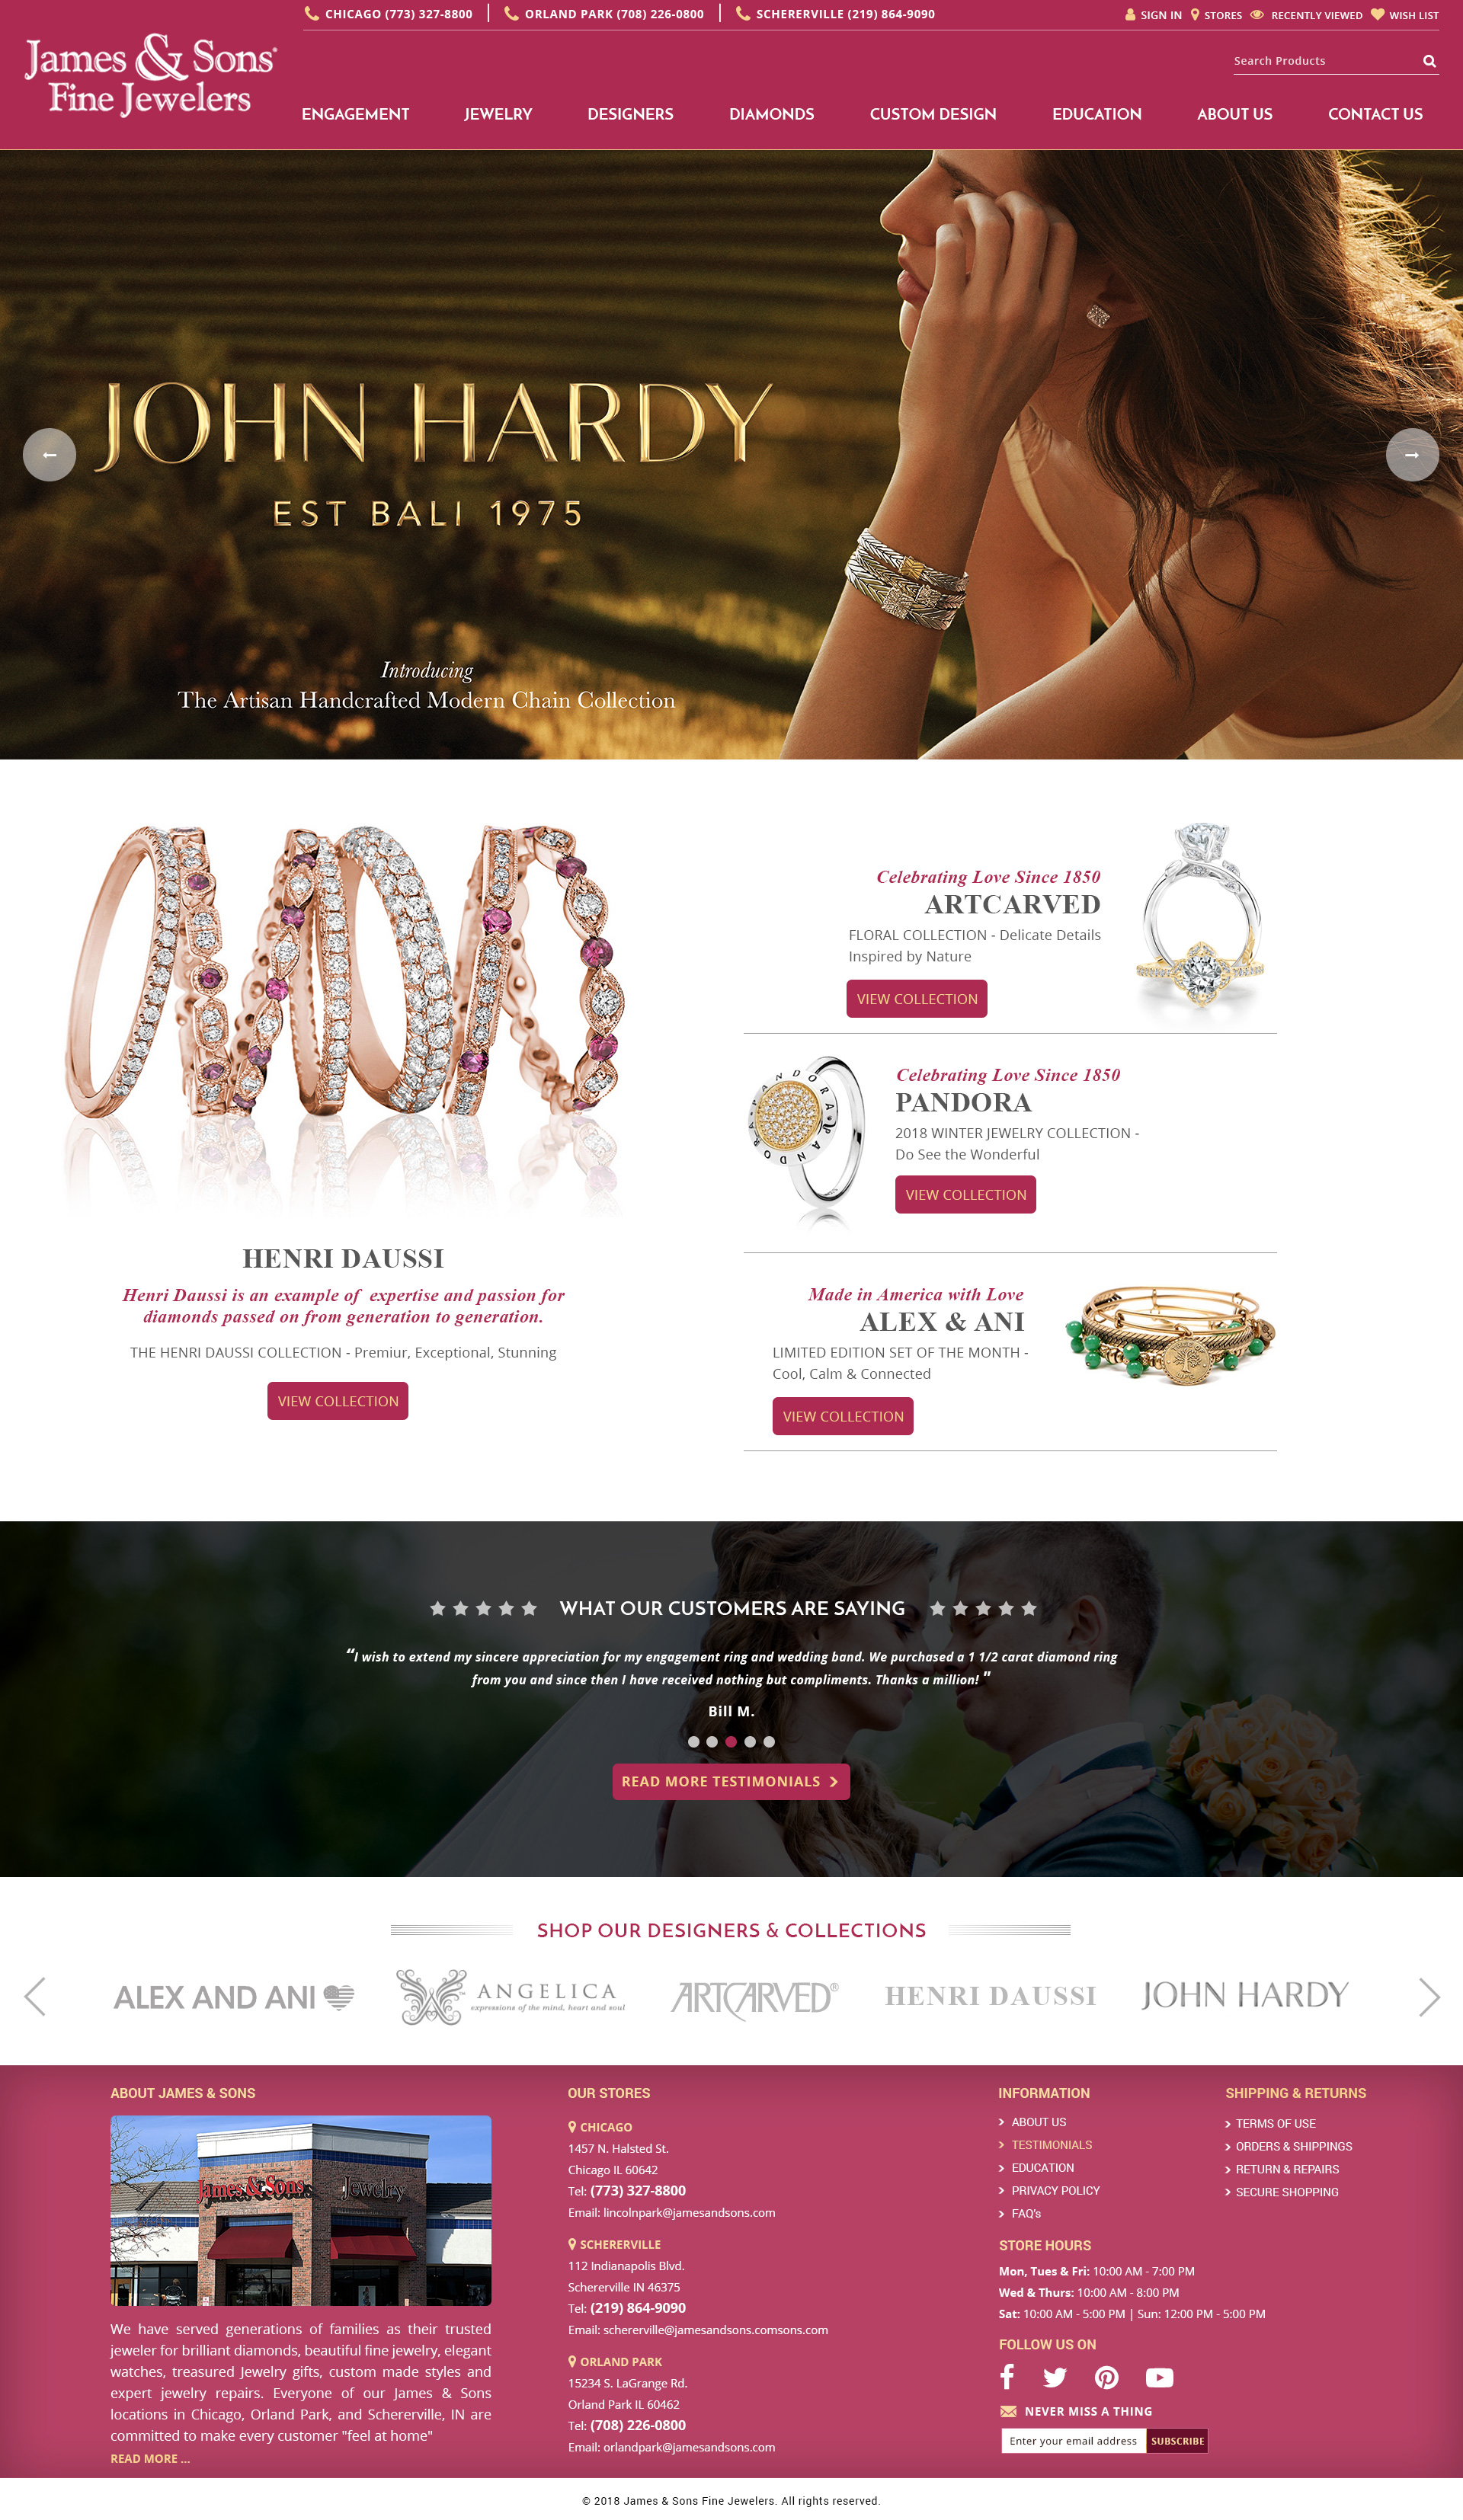 CHICAGO (773) 327-8800
ORLAND PARK (708) 226-0800
SCHERERVILLE (219) 864-9090
SIGN IN
STORES
RECENTLY VIEWED
WISH LIST
James & Sons
Fine Jewelers
Search Products
ENGAGEMENT
JEWELRY
DESIGNERS
DIAMONDS
CUSTOM DESIGN
EDUCATION
ABOUT US
CONTACT US
JOHN HARDY
EST BALI 1975
Introducing
The Artisan Handcrafted Modern Chain Collection
HENRI DAUSSI
Henri Daussi is an example of expertise and passion for
diamonds passed on from generation to generation.
THE HENRI DAUSSI COLLECTION - Premiur, Exceptional, Stunning
VIEW COLLECTION
Celebrating Love Since 1850
ARTCARVED
FLORAL COLLECTION - Delicate Details
Inspired by Nature
VIEW COLLECTION
PANDORA PANDORA
Celebrating Love Since 1850
PANDORA
2018 WINTER JEWELRY COLLECTION -
Do See the Wonderful
VIEW COLLECTION
Made in America with Love
ALEX & ANI
LIMITED EDITION SET OF THE MONTH -
Cool, Calm & Connected
VIEW COLLECTION
WHAT OUR CUSTOMERS ARE SAYING
“I wish to extend my sincere appreciation for my engagement ring and wedding band. We purchased a 1 1/2 carat diamond ring
from you and since then I have received nothing but compliments. Thanks a million! ”
Bill M.
READ MORE TESTIMONIALS
SHOP OUR DESIGNERS & COLLECTIONS
ALEX AND ANI
ANGELICA™
expressions of the mind, heart and soul
ARTCARVED®
HENRI DAUSSI
JOHN HARDY
ABOUT JAMES & SONS
James & Sons Jewelry
We have served generations of families as their trusted
jeweler for brilliant diamonds, beautiful fine jewelry, elegant
watches, treasured Jewelry gifts, custom made styles and
expert jewelry repairs. Everyone of our James & Sons
locations in Chicago, Orland Park, and Schererville, IN are
committed to make every customer "feel at home"
READ MORE ...
OUR STORES
CHICAGO
1457 N. Halsted St.
Chicago IL 60642
Tel: (773) 327-8800
Email: lincolnpark@jamesandsons.com
SCHERERVILLE
112 Indianapolis Blvd.
Schererville IN 46375
Tel: (219) 864-9090
Email: schererville@jamesandsons.comsons.com
ORLAND PARK
15234 S. LaGrange Rd.
Orland Park IL 60462
Tel: (708) 226-0800
Email: orlandpark@jamesandsons.com
INFORMATION
ABOUT US
TESTIMONIALS
EDUCATION
PRIVACY POLICY
FAQ's
SHIPPING & RETURNS
TERMS OF USE
ORDERS & SHIPPINGS
RETURN & REPAIRS
SECURE SHOPPING
STORE HOURS
Mon, Tues & Fri: 10:00 AM - 7:00 PM
Wed & Thurs: 10:00 AM - 8:00 PM
Sat: 10:00 AM - 5:00 PM | Sun: 12:00 PM - 5:00 PM
FOLLOW US ON
NEVER MISS A THING
Enter your email address
SUBSCRIBE
© 2018 James & Sons Fine Jewelers. All rights reserved.